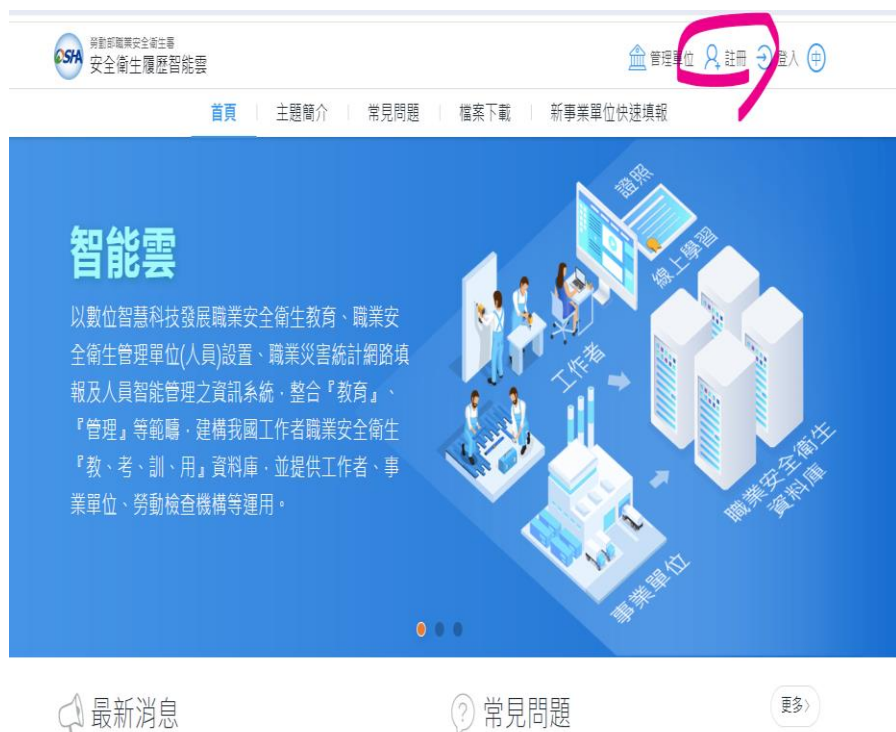 OSHA
勞動部職業安全衛生署
安全衛生履歷智能雲
管理單位 註冊 登入 中
首頁 主題簡介 常見問題 檔案下載 新事業單位快速填報
智能雲
以數位智慧科技發展職業安全衛生教育、職業安
全衛生管理單位(人員)設置、職業災害統計網路填
報及人員智能管理之資訊系統，整合『教育』、
『管理』等範疇，建構我國工作者職業安全衛生
『教、考、訓、用』資料庫，並提供工作者、事
業單位、勞動檢查機構等運用。
證照
線上學習
工作者
職業安全衛生
資料庫
事業單位
最新消息
常見問題
更多〉